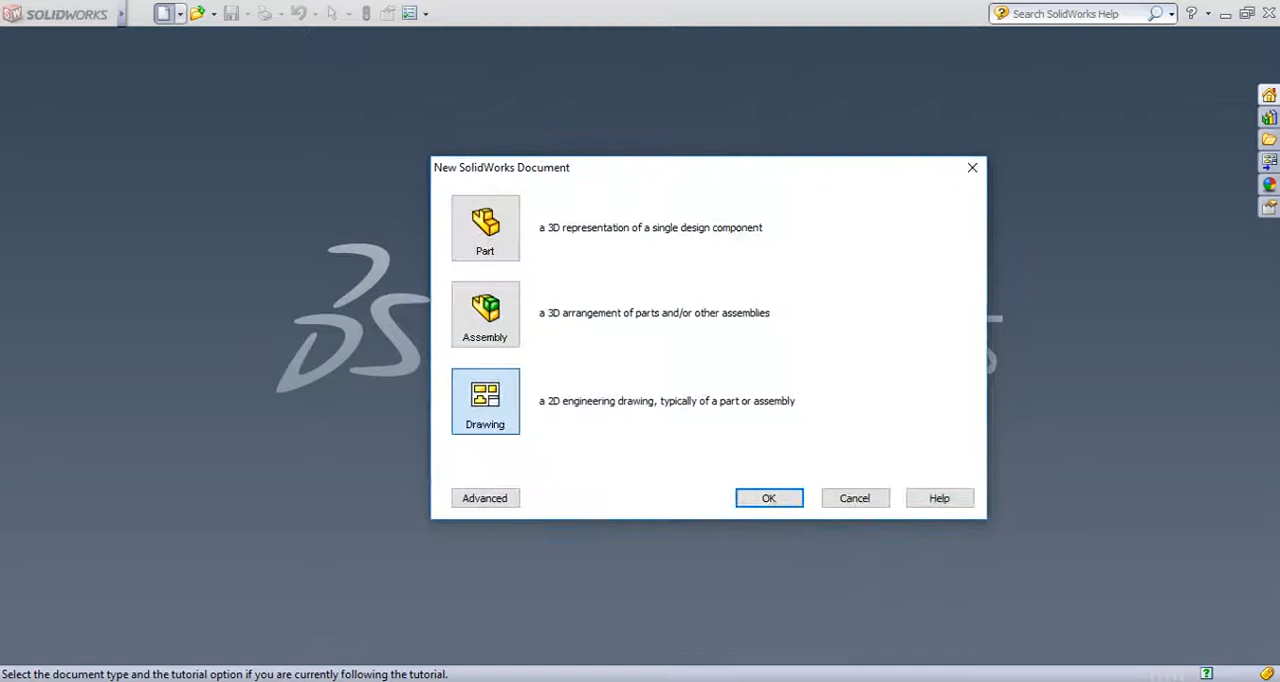 SW SOLIDWORKS
Search SolidWorks Help
New SolidWorks Document
Part
a 3D representation of a single design component
Assembly
a 3D arrangement of parts and/or other assemblies
Drawing
a 2D engineering drawing, typically of a part or assembly
Advanced
OK
Cancel
Help
Select the document type and the tutorial option if you are currently following the tutorial.